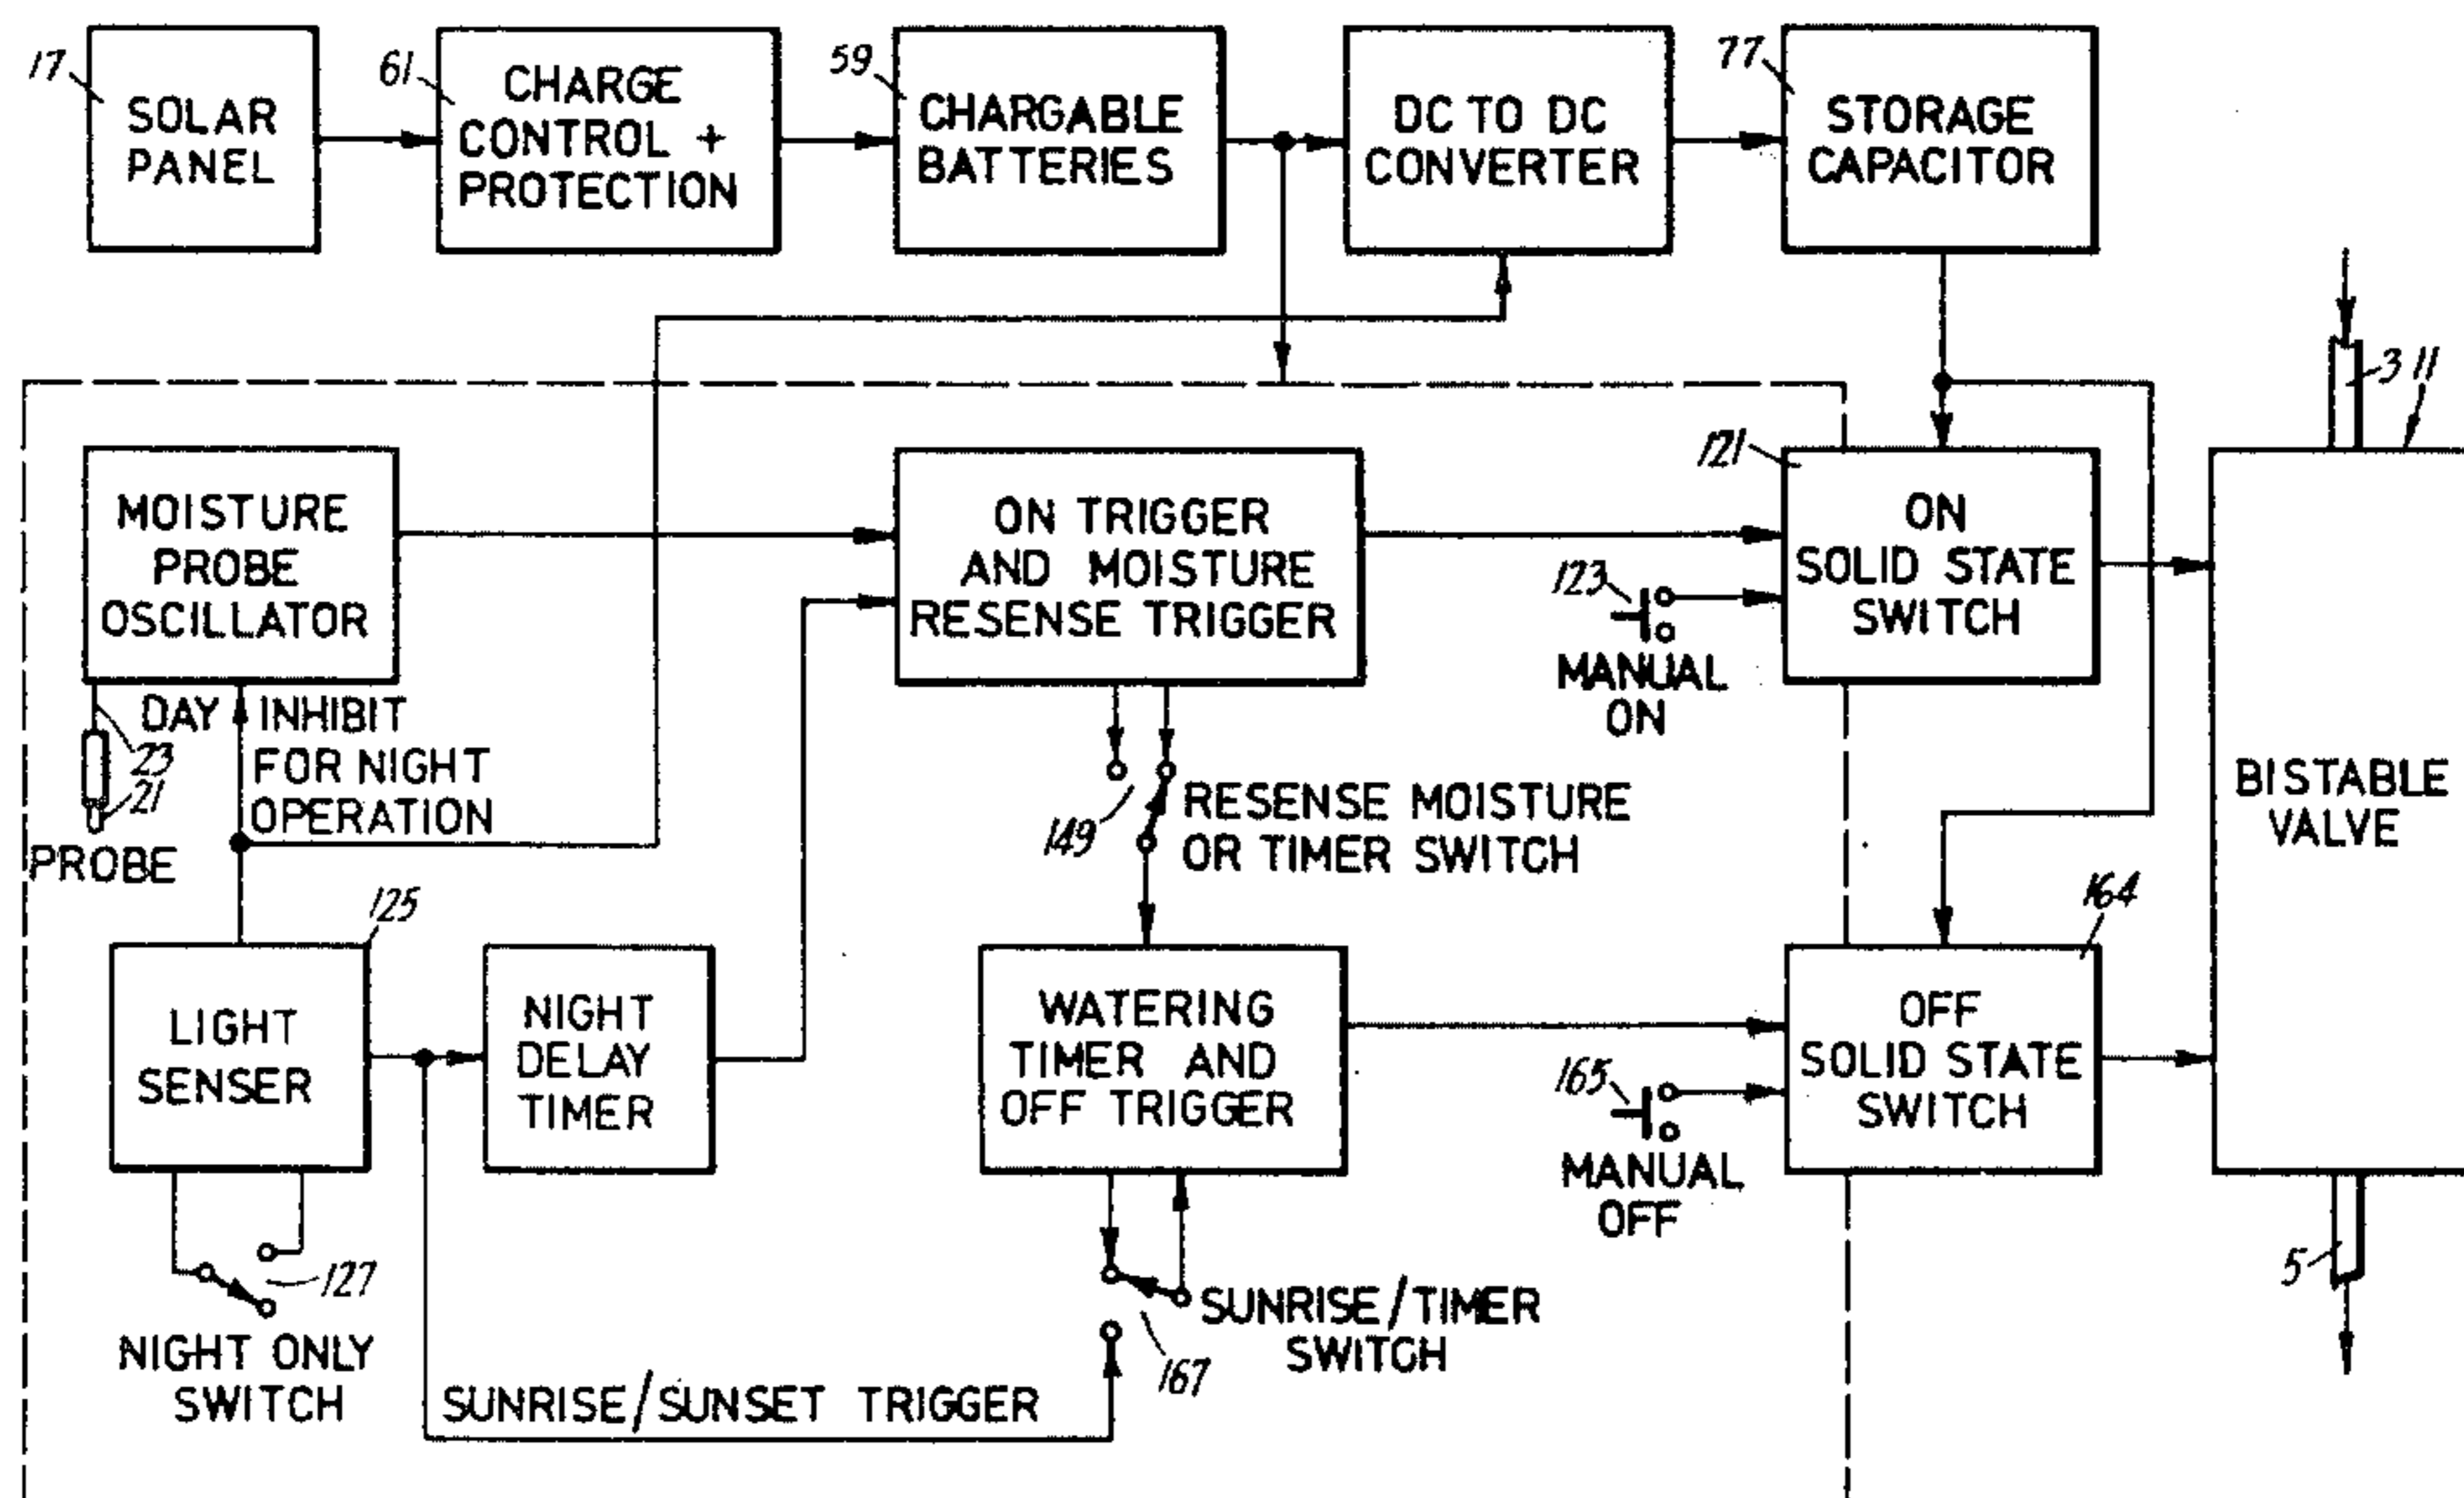 17
SOLAR
PANEL
61
CHARGE
CONTROL +
PROTECTION
59
CHARGABLE
BATTERIES
DC TO DC
CONVERTER
77
STORAGE
CAPACITOR
3
11
MOISTURE
PROBE
OSCILLATOR
ON TRIGGER
AND MOISTURE
RESENSE TRIGGER
121
ON
SOLID STATE
SWITCH
123
MANUAL
ON
DAY INHIBIT
FOR NIGHT
OPERATION
23
21
PROBE
149
RESENSE MOISTURE
OR TIMER SWITCH
BISTABLE
VALVE
125
LIGHT
SENSER
NIGHT
DELAY
TIMER
WATERING
TIMER AND
OFF TRIGGER
164
OFF
SOLID STATE
SWITCH
165
MANUAL
OFF
5
127
NIGHT ONLY
SWITCH
SUNRISE/TIMER
SWITCH
167
SUNRISE/SUNSET TRIGGER